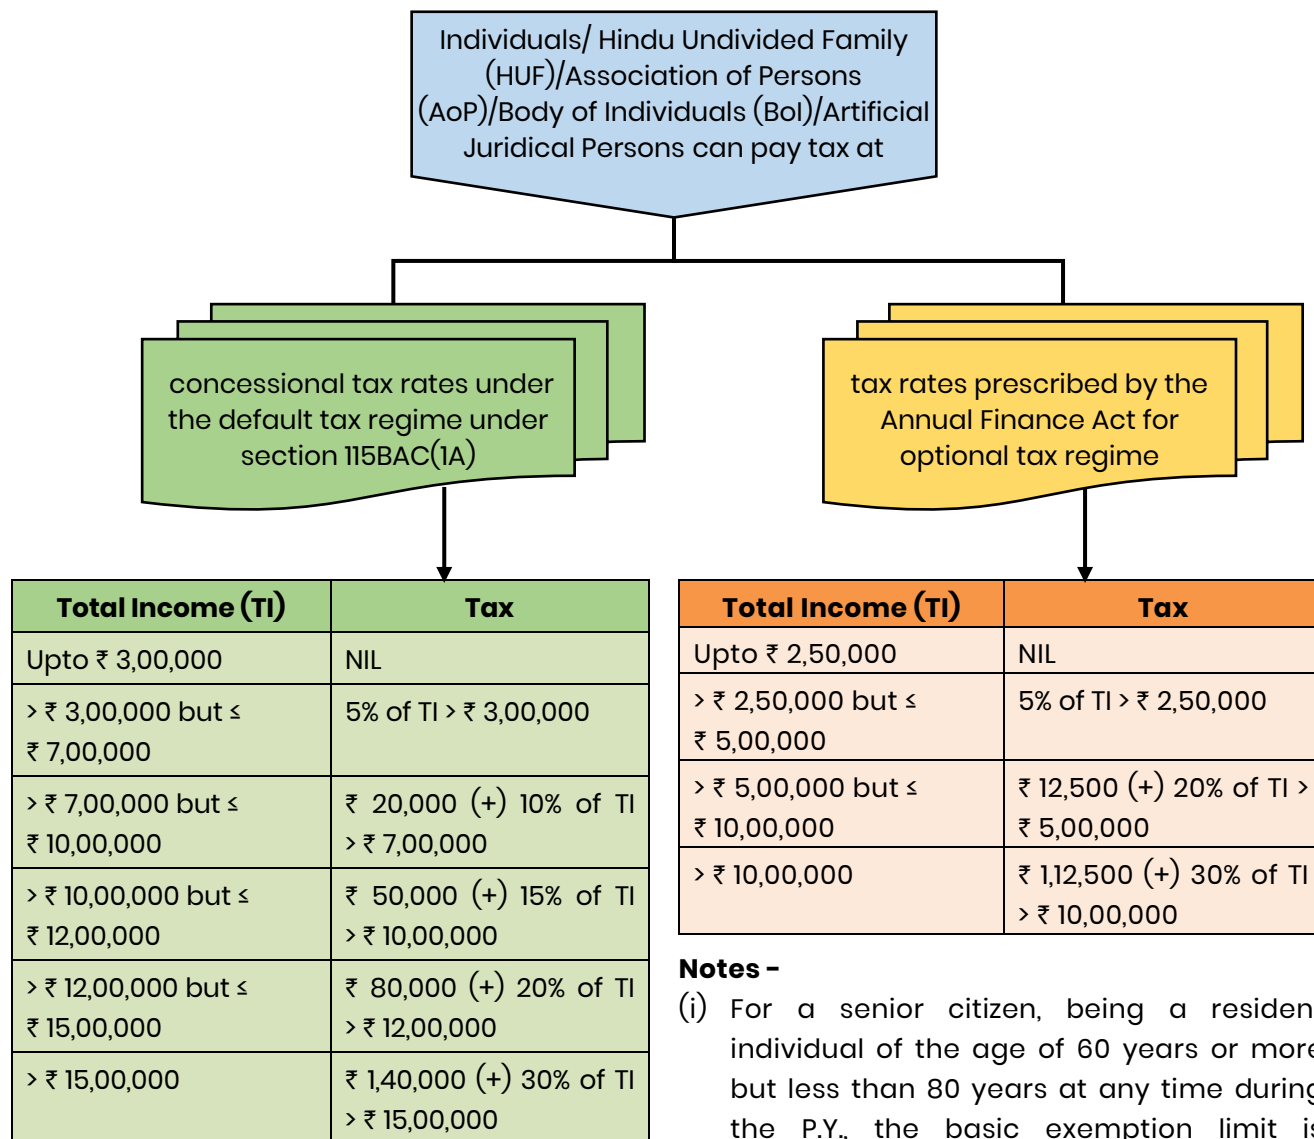 Individuals/ Hindu Undivided Family
(HUF)/Association of Persons
(AoP)/Body of Individuals (BoI)/Artificial
Juridical Persons can pay tax at
concessional tax rates under
the default tax regime under
section 115BAC(1A)
tax rates prescribed by the
Annual Finance Act for
optional tax regime
Total Income (TI) Tax
Upto ₹ 3,00,000 NIL
> ₹ 3,00,000 but ≤ 5% of TI > ₹ 3,00,000
₹ 7,00,000
> ₹ 7,00,000 but ≤ ₹ 20,000 (+) 10% of TI
₹ 10,00,000 > ₹ 7,00,000
> ₹ 10,00,000 but ≤ ₹ 50,000 (+) 15% of TI
₹ 12,00,000 > ₹ 10,00,000
> ₹ 12,00,000 but ≤ ₹ 80,000 (+) 20% of TI
₹ 15,00,000 > ₹ 12,00,000
> ₹ 15,00,000 ₹ 1,40,000 (+) 30% of TI
> ₹ 15,00,000
Total Income (TI) Tax
Upto ₹ 2,50,000 NIL
> ₹ 2,50,000 but ≤ 5% of TI > ₹ 2,50,000
₹ 5,00,000
> ₹ 5,00,000 but ≤ ₹ 12,500 (+) 20% of TI >
₹ 10,00,000 ₹ 5,00,000
> ₹ 10,00,000 ₹ 1,12,500 (+) 30% of TI
> ₹ 10,00,000
Notes -
(i) For a senior citizen, being a resident
individual of the age of 60 years or more
but less than 80 years at any time during
the P.Y., the basic exemption limit is